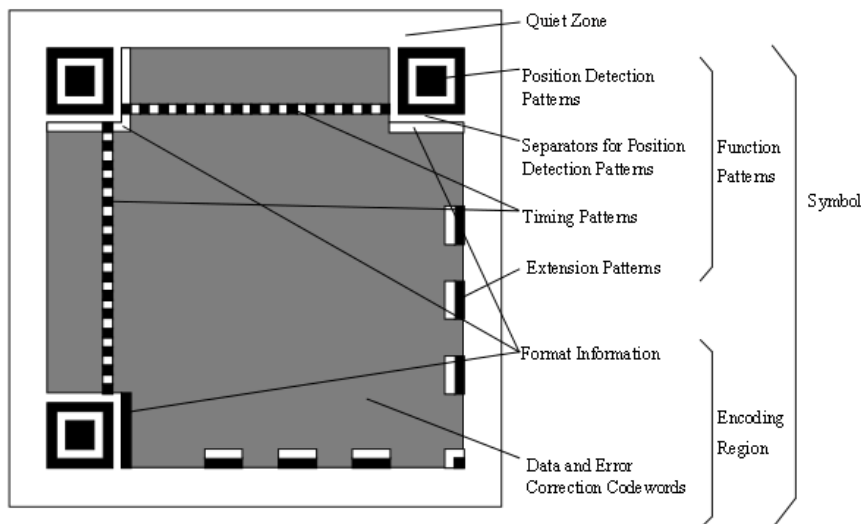 Quiet Zone
Position Detection
Patterns
Separators for Position
Detection Patterns
Function
Patterns
Symbol
Timing Patterns
Extension Patterns
Format Information
Encoding
Region
Data and Error
Correction Codewords